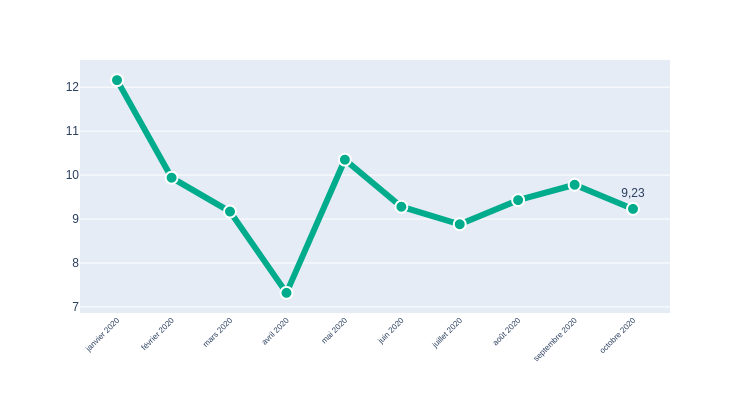 12
11
10
9
8
7
9,23
janvier 2020
février 2020
mars 2020
avril 2020
mai 2020
juin 2020
juillet 2020
août 2020
septembre 2020
octobre 2020